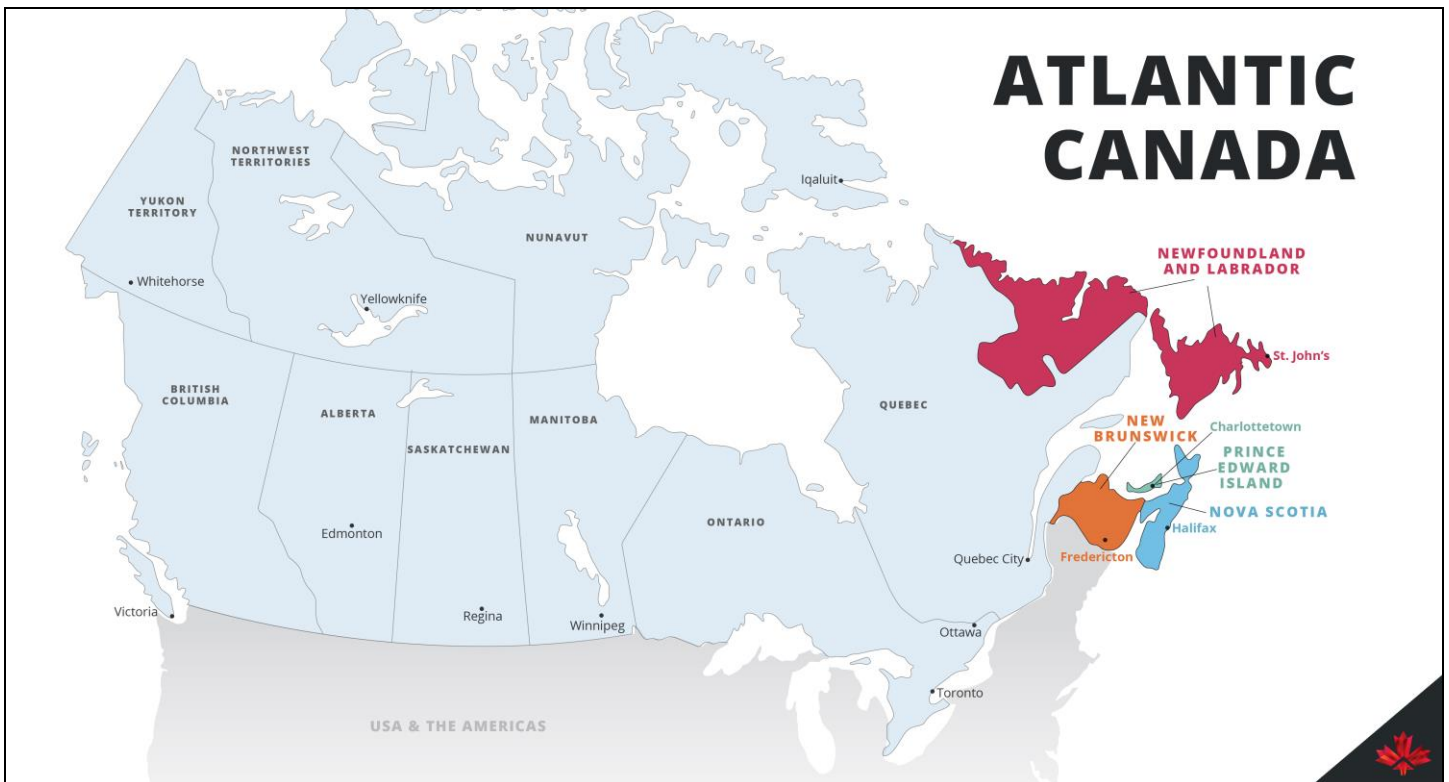 ATLANTIC
CANADA
NORTHWEST
TERRITORIES
YUKON
TERRITORY
Iqaluit
NUNAVUT
NEWFOUNDLAND
AND LABRADOR
Whitehorse
Yellowknife
St. John's
BRITISH
COLUMBIA
ALBERTA
SASKATCHEWAN
MANITOBA
QUEBEC
NEW
BRUNSWICK
Charlottetown
PRINCE
EDWARD
ISLAND
NOVA SCOTIA
Halifax
Edmonton
ONTARIO
Quebec City
Fredericton
Victoria
Regina
Winnipeg
Ottawa
Toronto
USA & THE AMERICAS